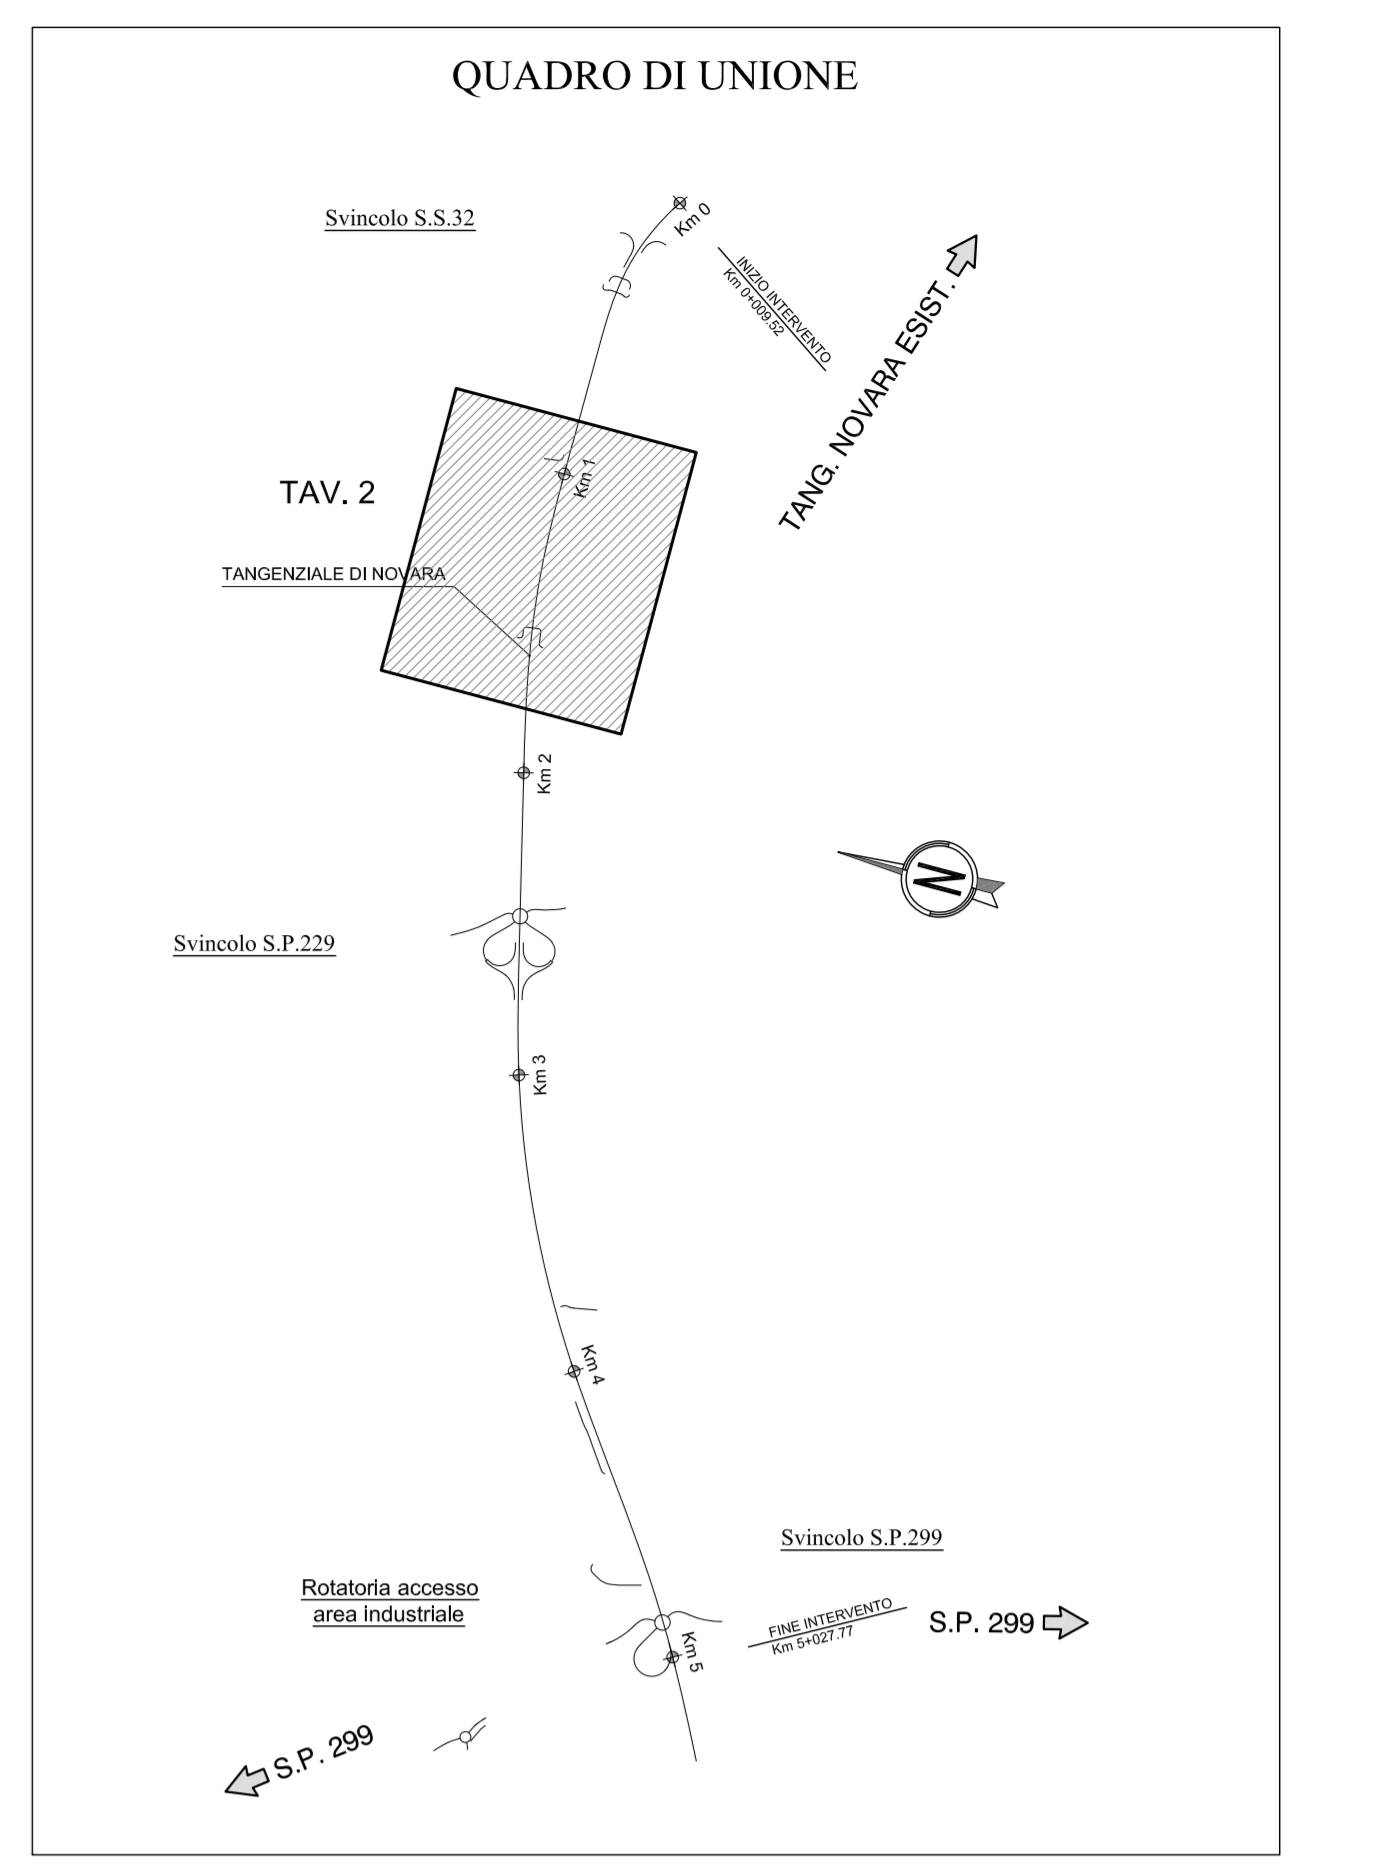 QUADRO DI UNIONE
Svincolo S.S.32
Km 0
INIZIO INTERVENTO
Km 0+009.52
TANG. NOVARA ESIST.
Km 1
TAV. 2
TANGENZIALE DI NOVARA
Km 2
N
Svincolo S.P.229
Km 3
Km 4
Svincolo S.P.299
Rotatoria accesso
area industriale
FINE INTERVENTO
Km 5+027.77
S.P. 299
Km 5
S.P. 299